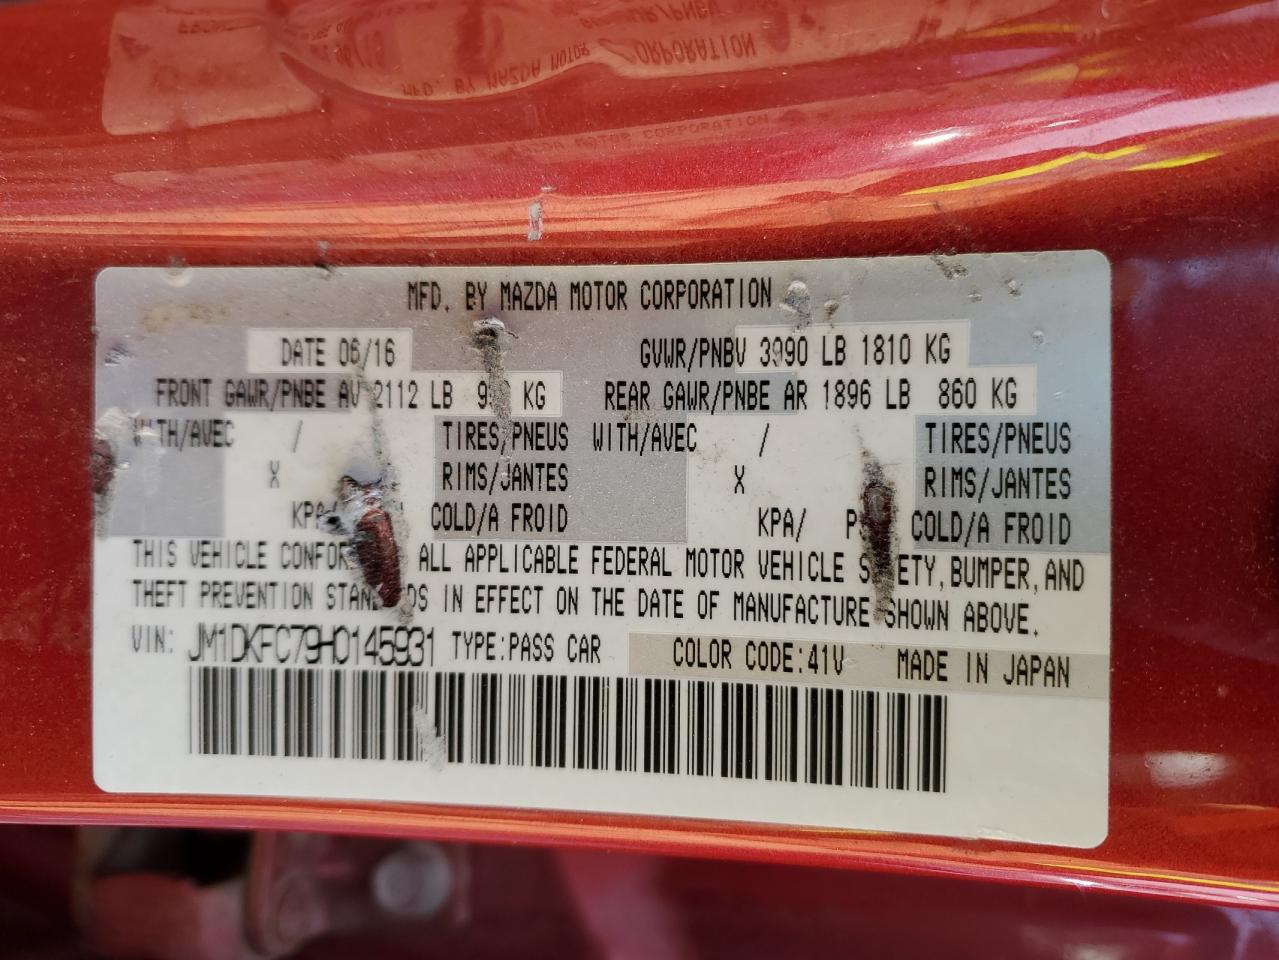 MFD. BY MAZDA MOTOR CORPORATION
DATE 06/16 GVWR/PNBV 3990 LB 1810 KG
FRONT GAWR/PNBE AV 2112 LB KG REAR GAWR/PNBE AR 1896 LB 860 KG
WITH/AVEC / TIRES/PNEUS WITH/AVEC / TIRES/PNEUS
X RIMS/JANTES X RIMS/JANTES
KPA/ COLD/A FROID KPA/ COLD/A FROID
THIS VEHICLE ALL APPLICABLE FEDERAL MOTOR VEHICLE SAFETY, BUMPER, AND
THEFT PREVENTION STANDARDS IN EFFECT ON THE DATE OF MANUFACTURE SHOWN ABOVE.
VIN: JM1DKFC79H0145931 TYPE:PASS CAR COLOR CODE:41V MADE IN JAPAN